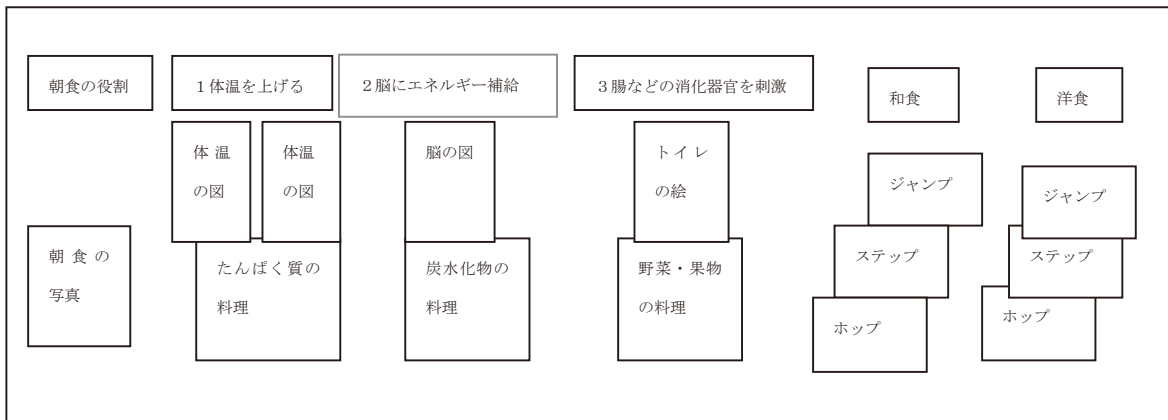 朝食の役割
１体温を上げる
２脳にエネルギー補給
３腸などの消化器官を刺激
和食
洋食
体温
の図
体温
の図
脳の図
トイレ
の絵
ジャンプ
ジャンプ
朝食の
写真
たんぱく質の
料理
炭水化物の
料理
野菜・果物
の料理
ステップ
ステップ
ホップ
ホップ